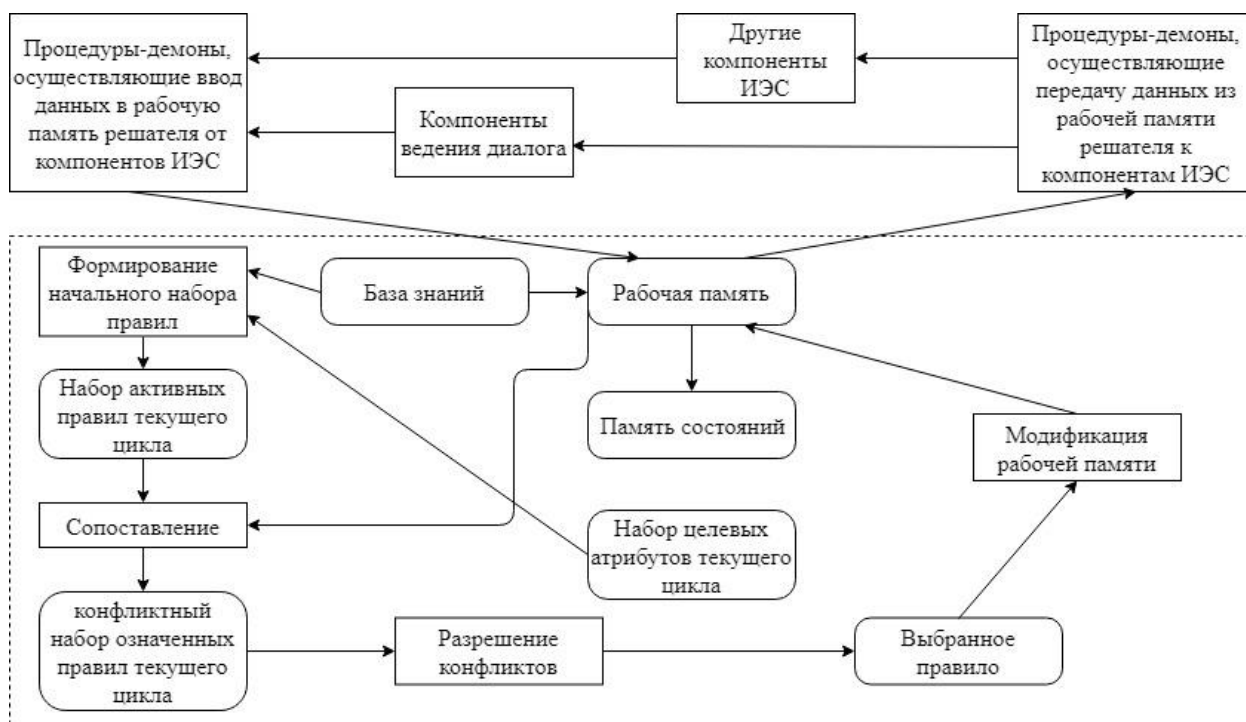 Процедуры-демоны,
осуществляющие ввод
данных в рабочую
память решателя от
компонентов ИЭС
Другие
компоненты
ИЭС
Компоненты
ведения диалога
Процедуры-демоны,
осуществляющие
передачу данных из
рабочей памяти
решателя к
компонентам ИЭС
Формирование
начального набора
правил
База знаний
Рабочая память
Набор активных
правил текущего
цикла
Память состояний
Модификация
рабочей памяти
Сопоставление
Набор целевых
атрибутов текущего
цикла
конфликтный
набор означенных
правил текущего
цикла
Разрешение
конфликтов
Выбранное
правило